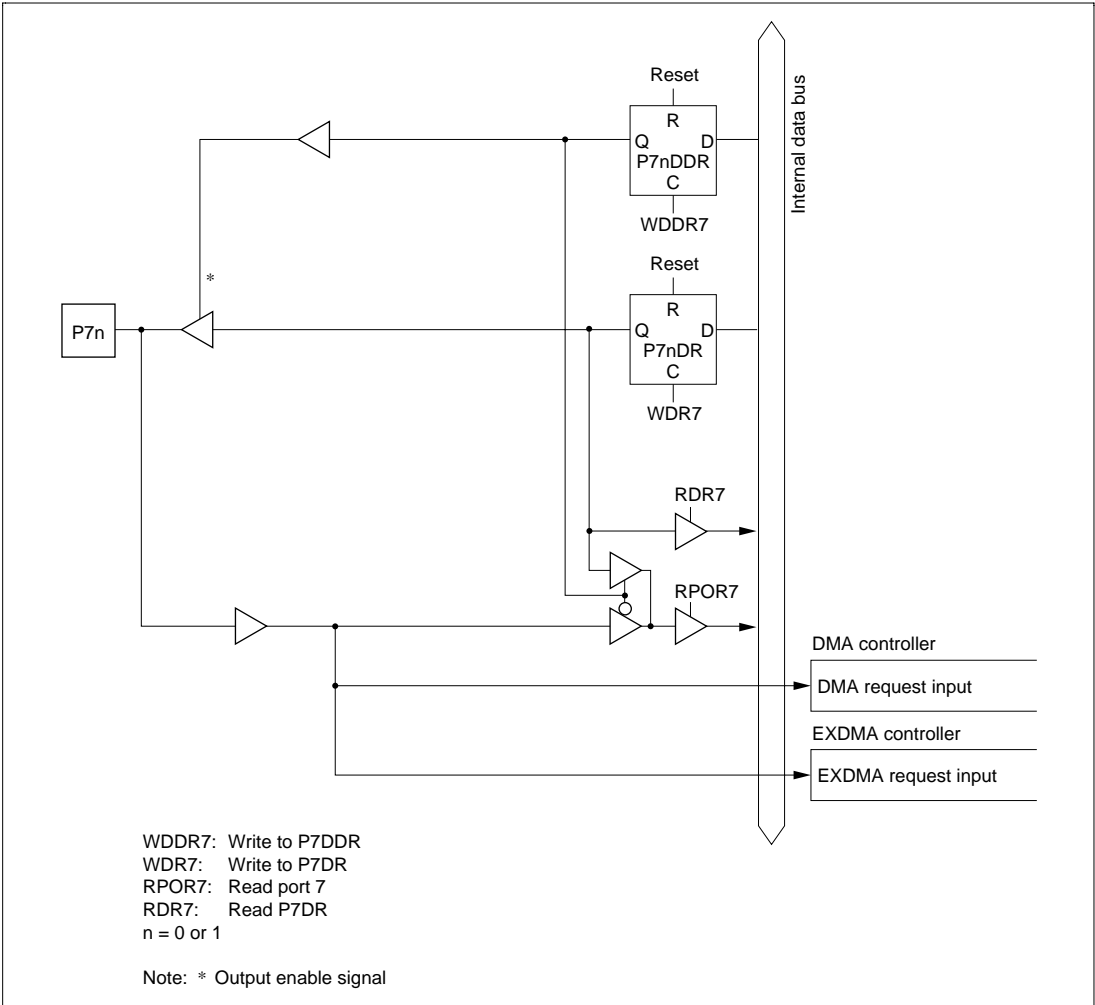 Reset
R
Q D
P7nDDR
C
WDDR7
Internal data bus
Reset
*
R
P7n
Q D
P7nDR
C
WDR7
RDR7
RPOR7
DMA controller
DMA request input
EXDMA controller
EXDMA request input
WDDR7: Write to P7DDR
WDR7: Write to P7DR
RPOR7: Read port 7
RDR7: Read P7DR
n = 0 or 1
Note: * Output enable signal